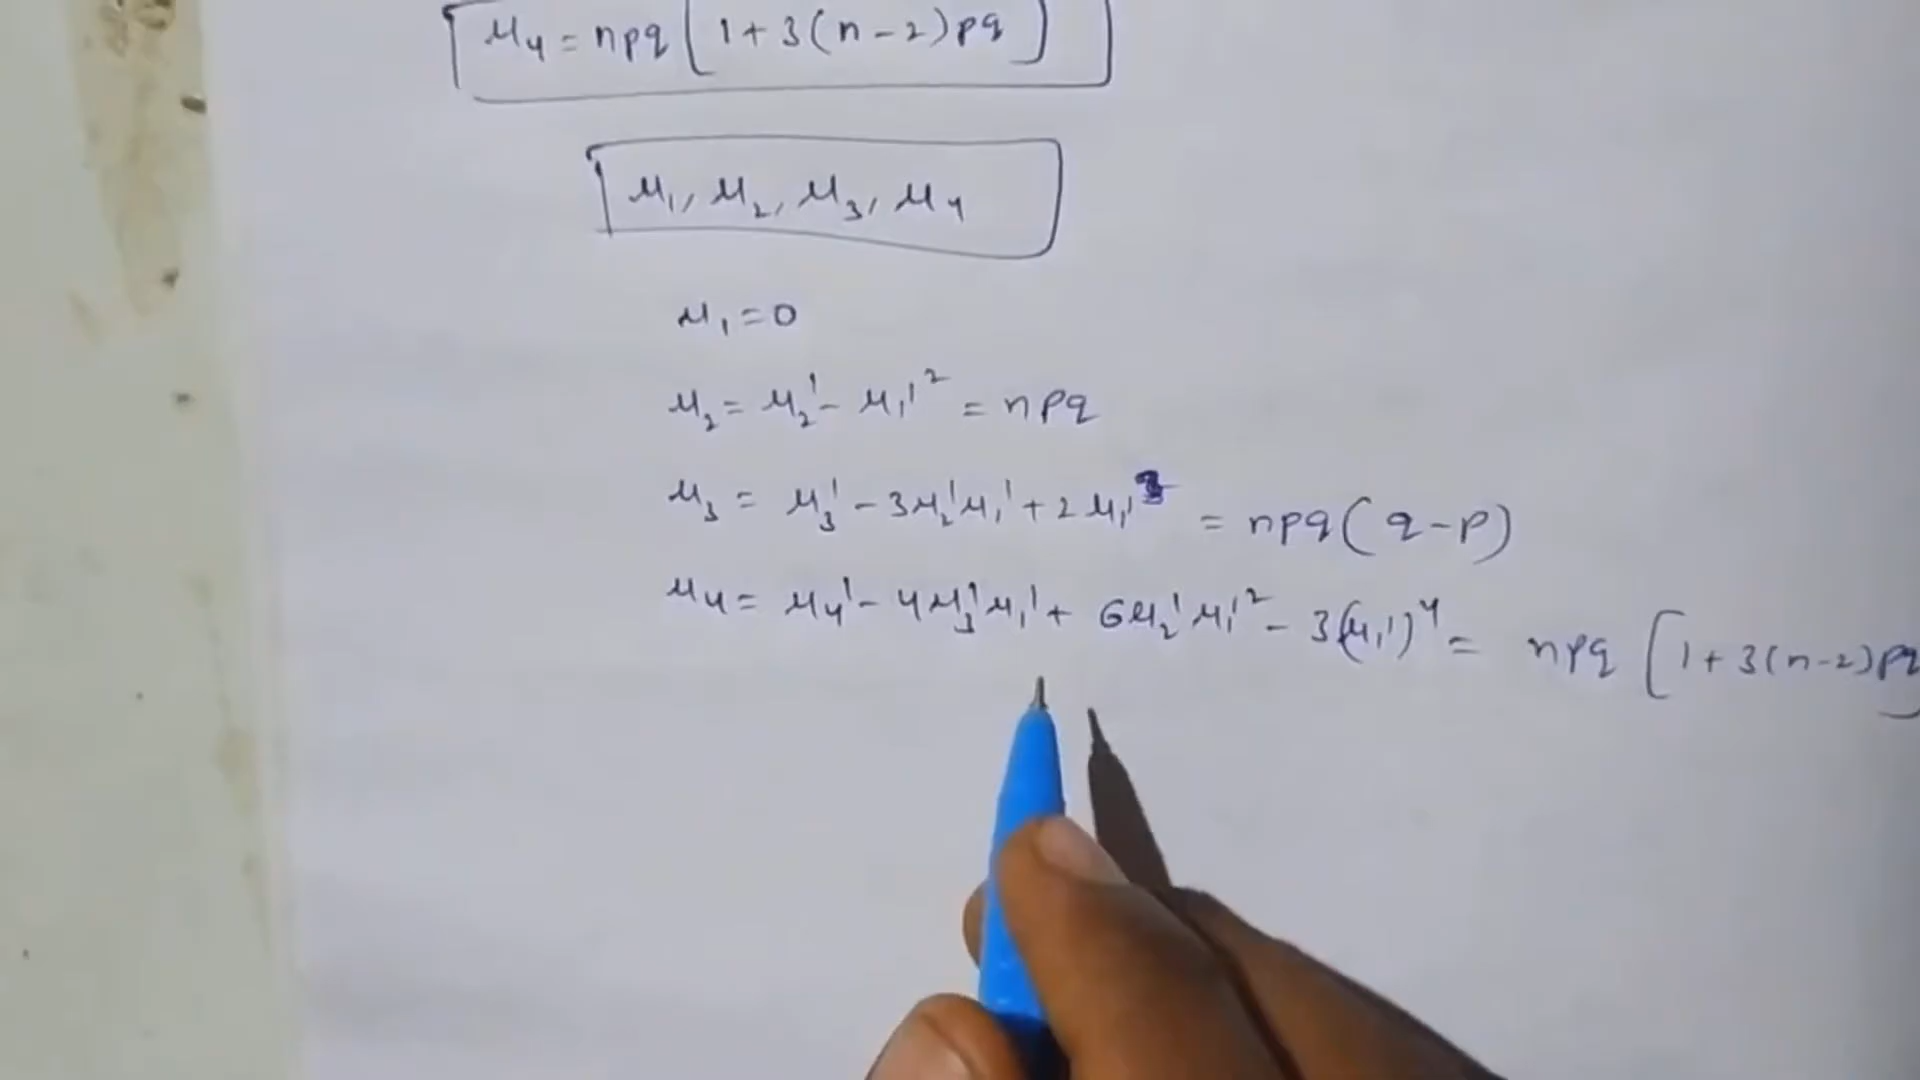 μ₄ = npq [1 + 3(n-2)pq]
μ₁, μ₂, μ₃, μ₄
μ₁ = 0
μ₂ = μ₂' - μ₁'² = npq
μ₃ = μ₃' - 3μ₂'μ₁' + 2μ₁'³ = npq(q-p)
μ₄ = μ₄' - 4μ₃'μ₁' + 6μ₂'μ₁'² - 3(μ₁')⁴ = npq [1 + 3(n-2)pq]